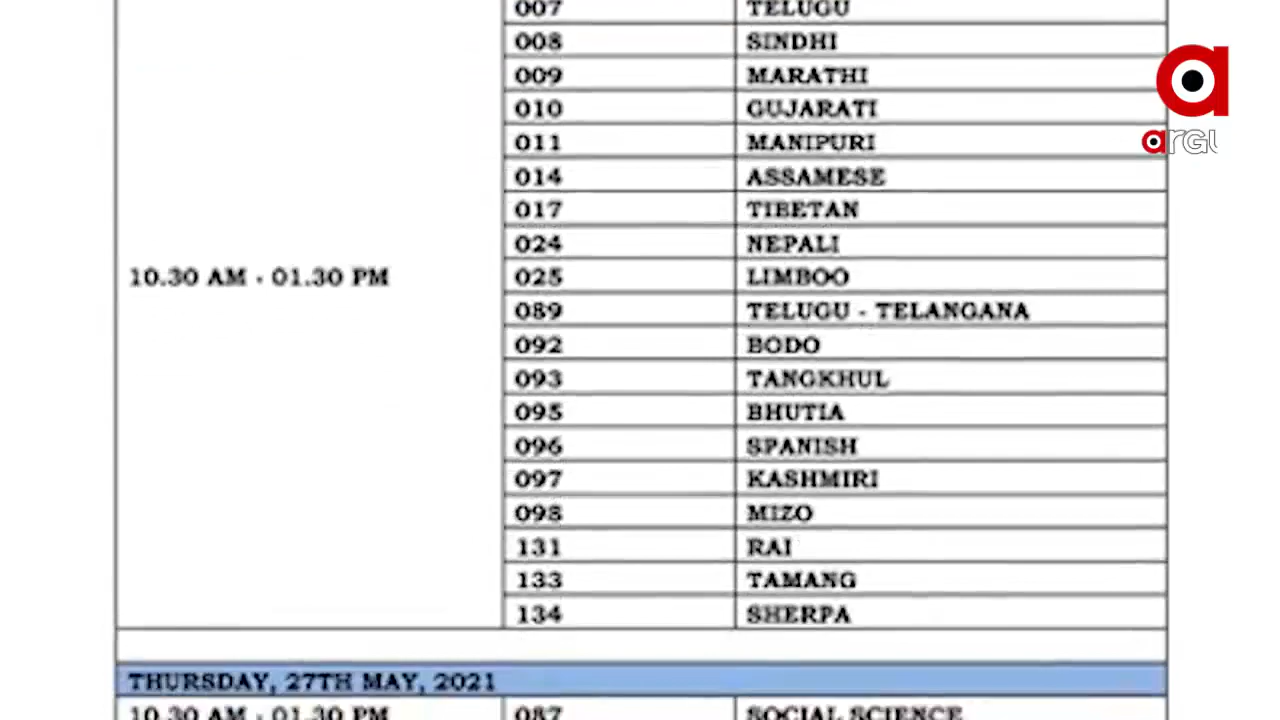 007 TELUGU
008 SINDHI
009 MARATHI
010 GUJARATI
011 MANIPURI
014 ASSAMESE
017 TIBETAN
024 NEPALI
10.30 AM - 01.30 PM 025 LIMBOO
089 TELUGU - TELANGANA
092 BODO
093 TANGKHUL
095 BHUTIA
096 SPANISH
097 KASHMIRI
098 MIZO
131 RAI
133 TAMANG
134 SHERPA
THURSDAY, 27TH MAY, 2021
10.30 AM - 01.30 PM 087 SOCIAL SCIENCE
a
argu